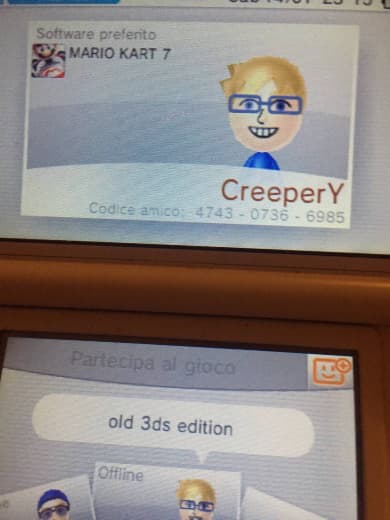 Software preferito
MARIO KART 7
CreeperY
Codice amico: 4743 - 0736 - 6985
Partecipa al gioco
old 3ds edition
Offline